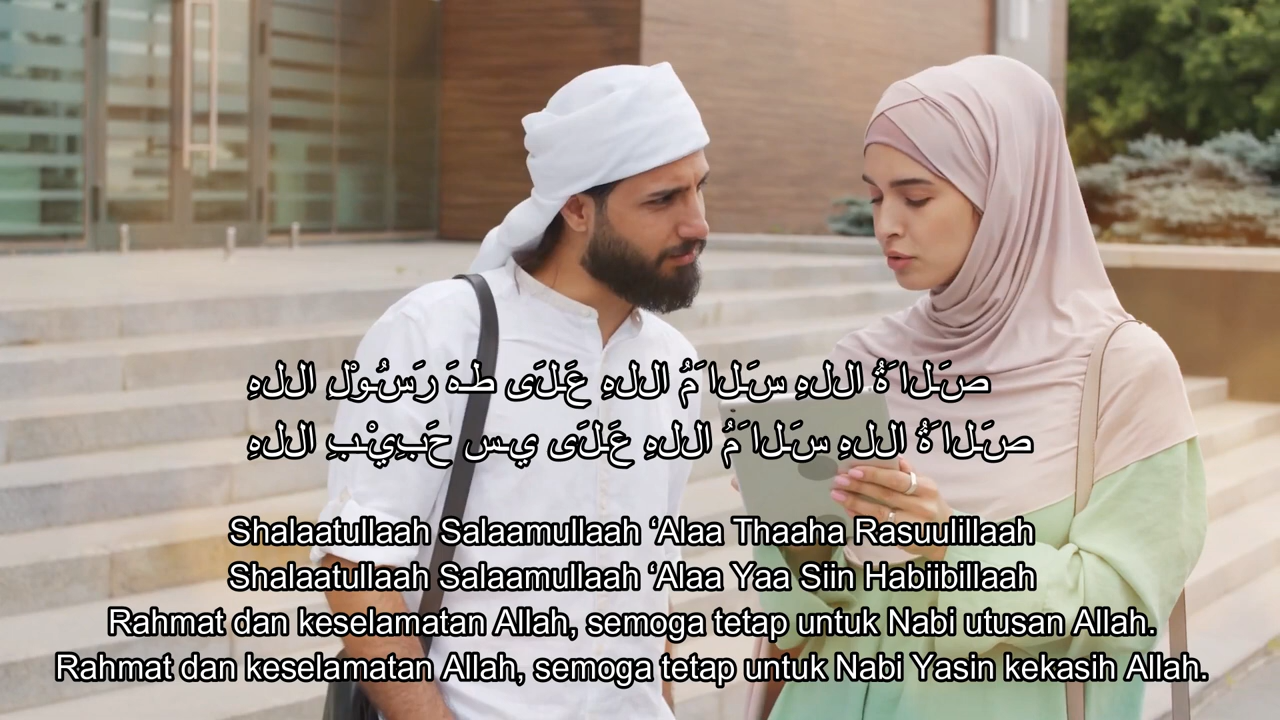 صَلَاةُ اللهِ سَلَامُ اللهِ عَلَى طٰهَ رَسُوْلِ اللهِ
صَلَاةُ اللهِ سَلَامُ اللهِ عَلَى يٰس حَبِيْبِ اللهِ
Shalaatullaah Salaamullaah ‘Alaa Thaaha Rasuulillaah
Shalaatullaah Salaamullaah ‘Alaa Yaa Siin Habiibillaah
Rahmat dan keselamatan Allah, semoga tetap untuk Nabi utusan Allah.
Rahmat dan keselamatan Allah, semoga tetap untuk Nabi Yasin kekasih Allah.